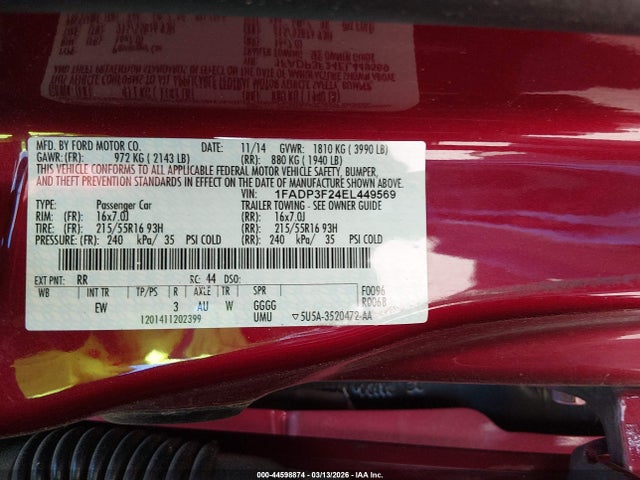 MFD. BY FORD MOTOR CO. DATE: 11/14 GVWR: 1810 KG ( 3990 LB)
GAWR: (FR): 972 KG ( 2143 LB) (RR): 880 KG ( 1940 LB)
THIS VEHICLE CONFORMS TO ALL APPLICABLE FEDERAL MOTOR VEHICLE SAFETY, BUMPER,
AND THEFT PREVENTION STANDARDS IN EFFECT ON THE DATE OF MANUFACTURE SHOWN ABOVE.
VIN: 1FADP3F24EL449569
TYPE: Passenger Car TRAILER TOWING - SEE OWNER GUIDE
RIM: (FR): 16x7.0J (RR): 16x7.0J
TIRE: (FR): 215/55R16 93H (RR): 215/55R16 93H
PRESSURE: (FR): 240 kPa/ 35 PSI COLD (RR): 240 kPa/ 35 PSI COLD
EXT PNT: RR RC: 44 DSO: F0096
WB INT TR TP/PS R AXLE TR SPR R006B
EW 3 AU W GGGG
1201411202399 UMU 5U5A-3520472-AA
000-44598874 | 03/13/2026 - IAA, Inc.